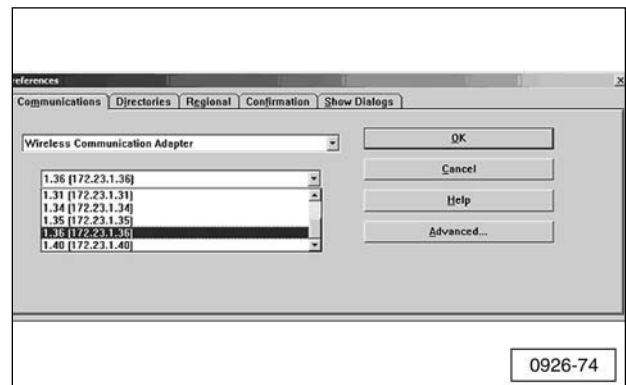 references
Communications Directories Regional Confirmation Show Dialogs
Wireless Communication Adapter
1.36 [172.23.1.36]
1.31 [172.23.1.31]
1.34 [172.23.1.34]
1.35 [172.23.1.35]
1.36 [172.23.1.36]
1.40 [172.23.1.40]
OK
Cancel
Help
Advanced...
0926-74